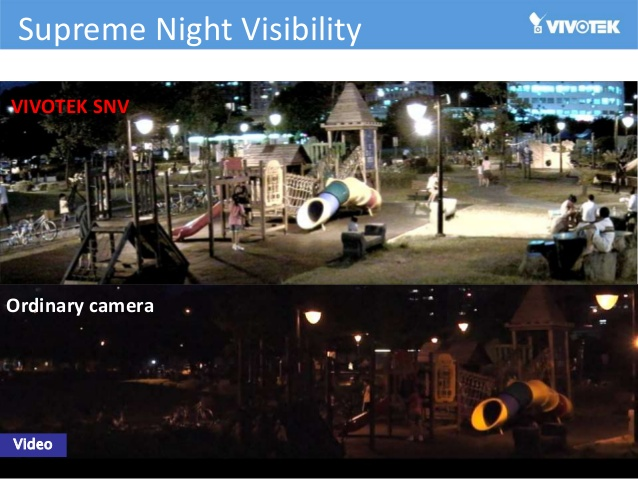 Supreme Night Visibility
VIVOTEK
VIVOTEK SNV
Ordinary camera
Video